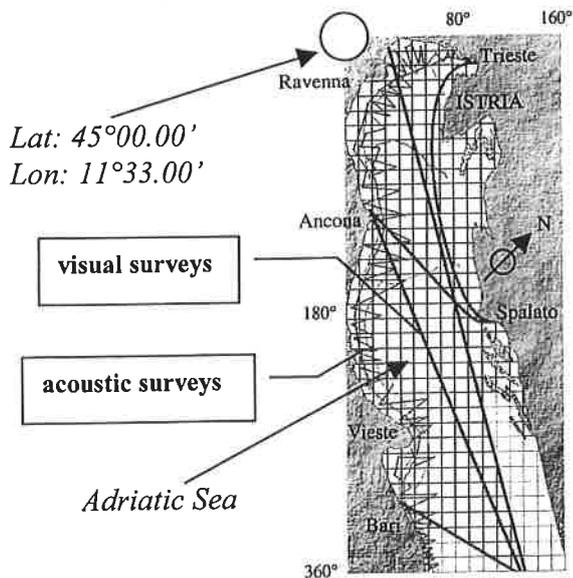 80°
160°
Trieste
Ravenna
ISTRIA
Lat: 45°00.00'
Lon: 11°33.00'
Ancona
N
visual surveys
180°
Spalato
acoustic surveys
Vieste
Adriatic Sea
Bari
360°